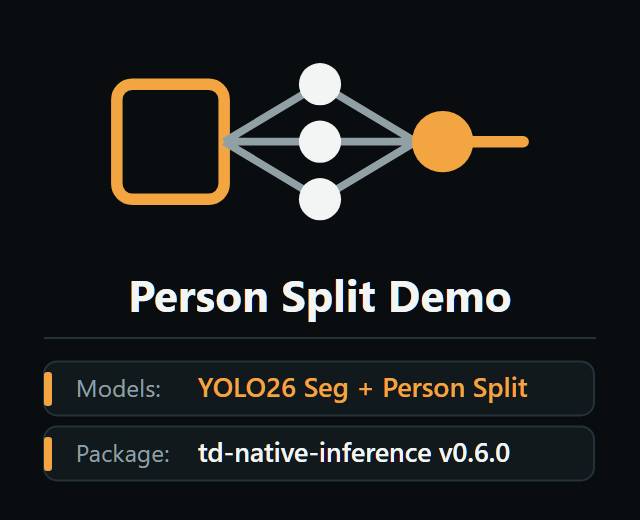 Person Split Demo
Models: YOLO26 Seg + Person Split
Package: td-native-inference v0.6.0